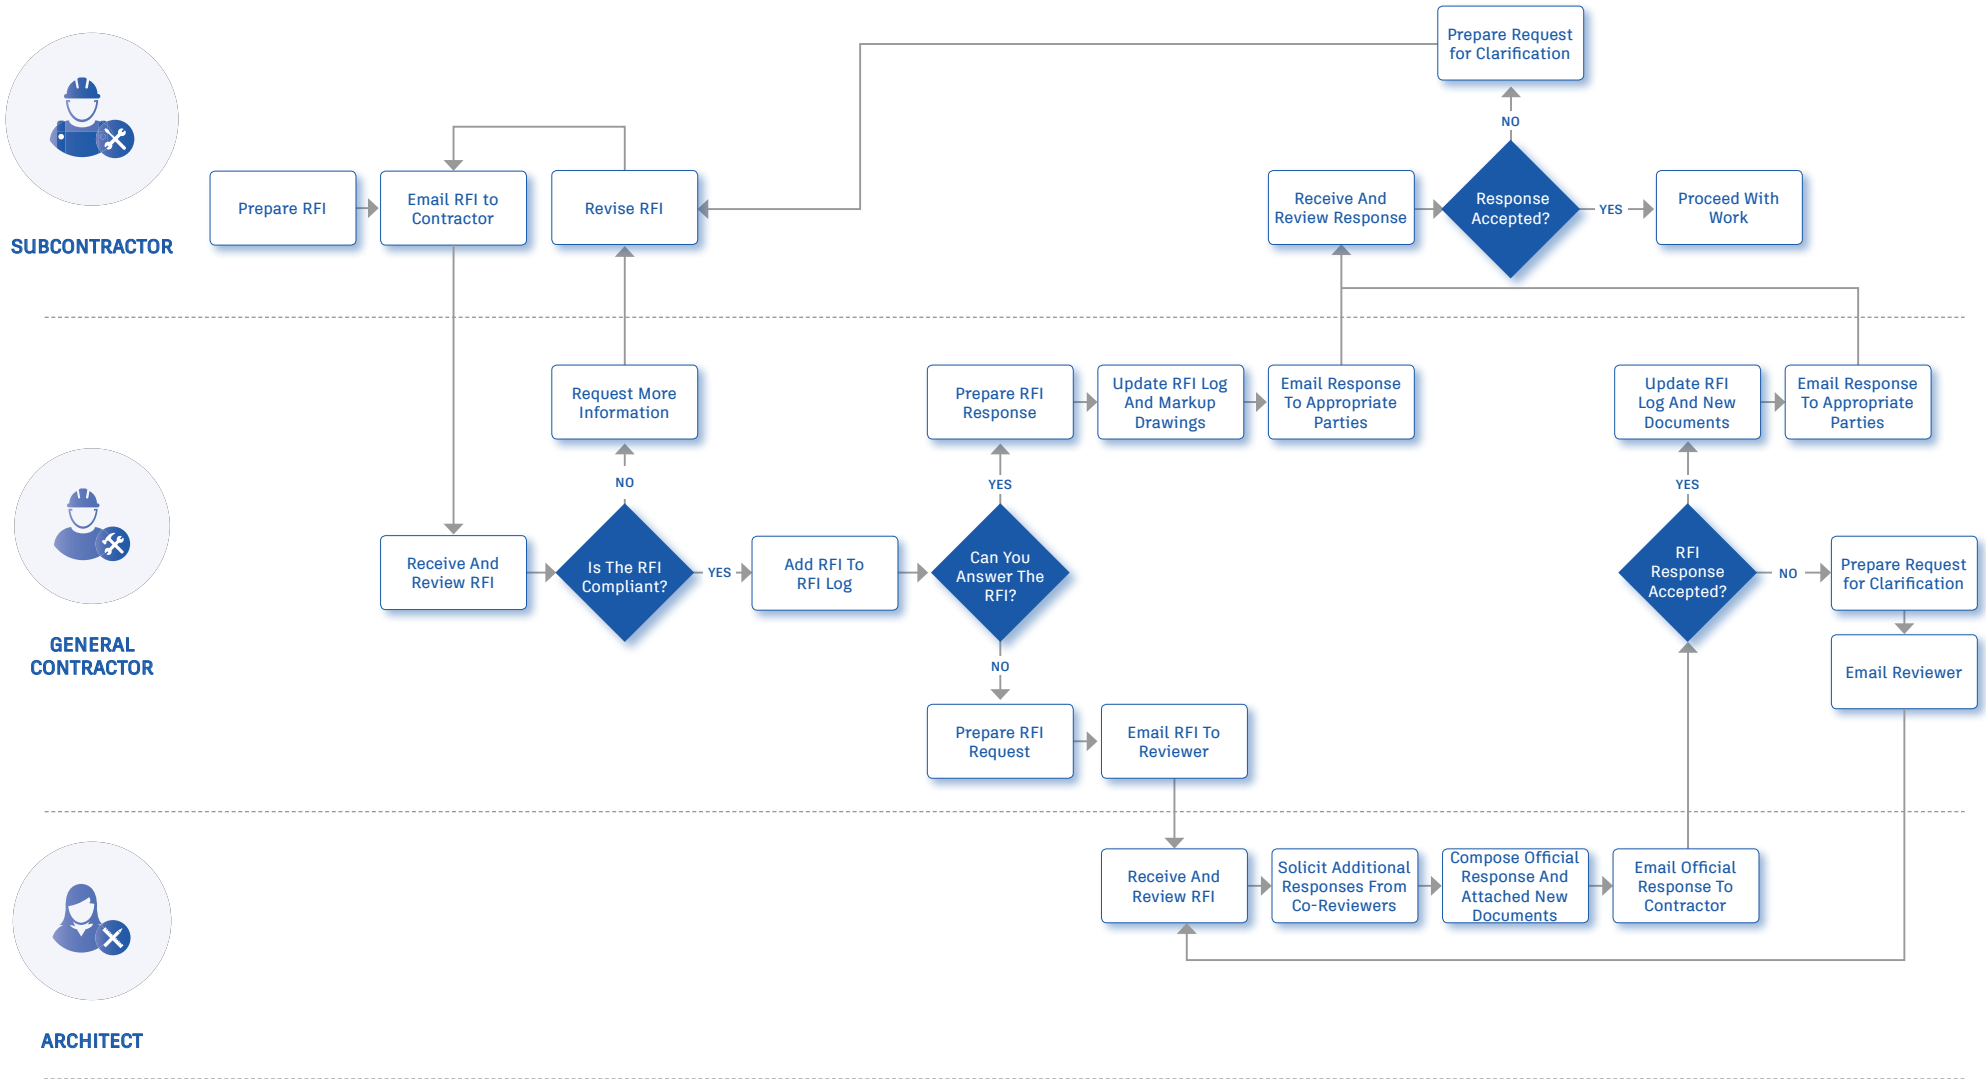 Prepare Request
for Clarification
NO
Prepare RFI
Email RFI to
Contractor
Revise RFI
Receive And
Review Response
Response
Accepted?
YES
Proceed With
Work
SUBCONTRACTOR
Request More
Information
Prepare RFI
Response
Update RFI Log
And Markup
Drawings
Email Response
To Appropriate
Parties
Update RFI
Log And New
Documents
Email Response
To Appropriate
Parties
NO
YES
YES
Receive And
Review RFI
Is The RFI
Compliant?
YES
Add RFI To
RFI Log
Can You
Answer The
RFI?
RFI
Response
Accepted?
NO
Prepare Request
for Clarification
GENERAL
CONTRACTOR
NO
Email Reviewer
Prepare RFI
Request
Email RFI To
Reviewer
Receive And
Review RFI
Solicit Additional
Responses From
Co-Reviewers
Compose Official
Response And
Attached New
Documents
Email Official
Response To
Contractor
ARCHITECT